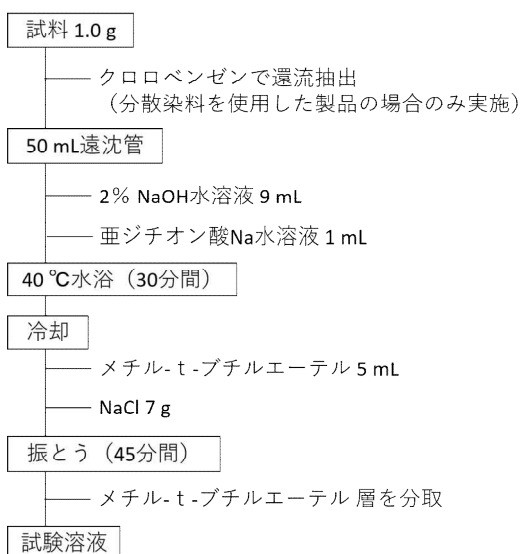 試料 1.0 g
クロロベンゼンで還流抽出
（分散染料を使用した製品の場合のみ実施）
50 mL遠沈管
2％ NaOH水溶液 9 mL
亜ジチオン酸Na水溶液 1 mL
40 ℃水浴（30分間）
冷却
メチル-ｔ-ブチルエーテル 5 mL
NaCl 7 g
振とう（45分間）
メチル-ｔ-ブチルエーテル 層を分取
試験溶液